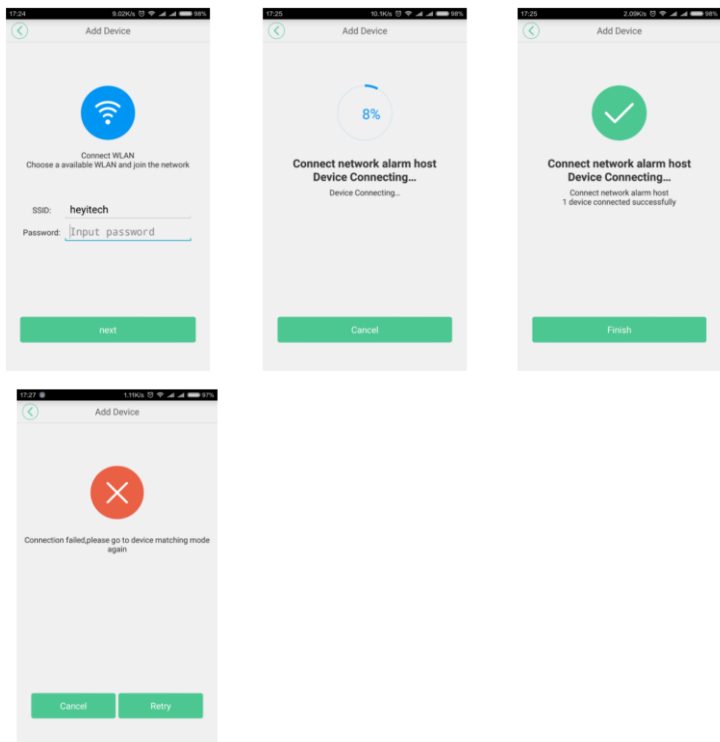 17:24
9.02K/s
98%
Add Device
Connect WLAN
Choose a available WLAN and join the network
SSID:
heyitech
Password:
Input password
next
17:25
10.1K/s
98%
Add Device
8%
Connect network alarm host
Device Connecting...
Device Connecting...
Cancel
17:25
2.09K/s
98%
Add Device
Connect network alarm host
Device Connecting...
Connect network alarm host
1 device connected successfully
Finish
17:27
1.11K/s
97%
Add Device
Connection failed,please go to device matching mode
again
Cancel
Retry